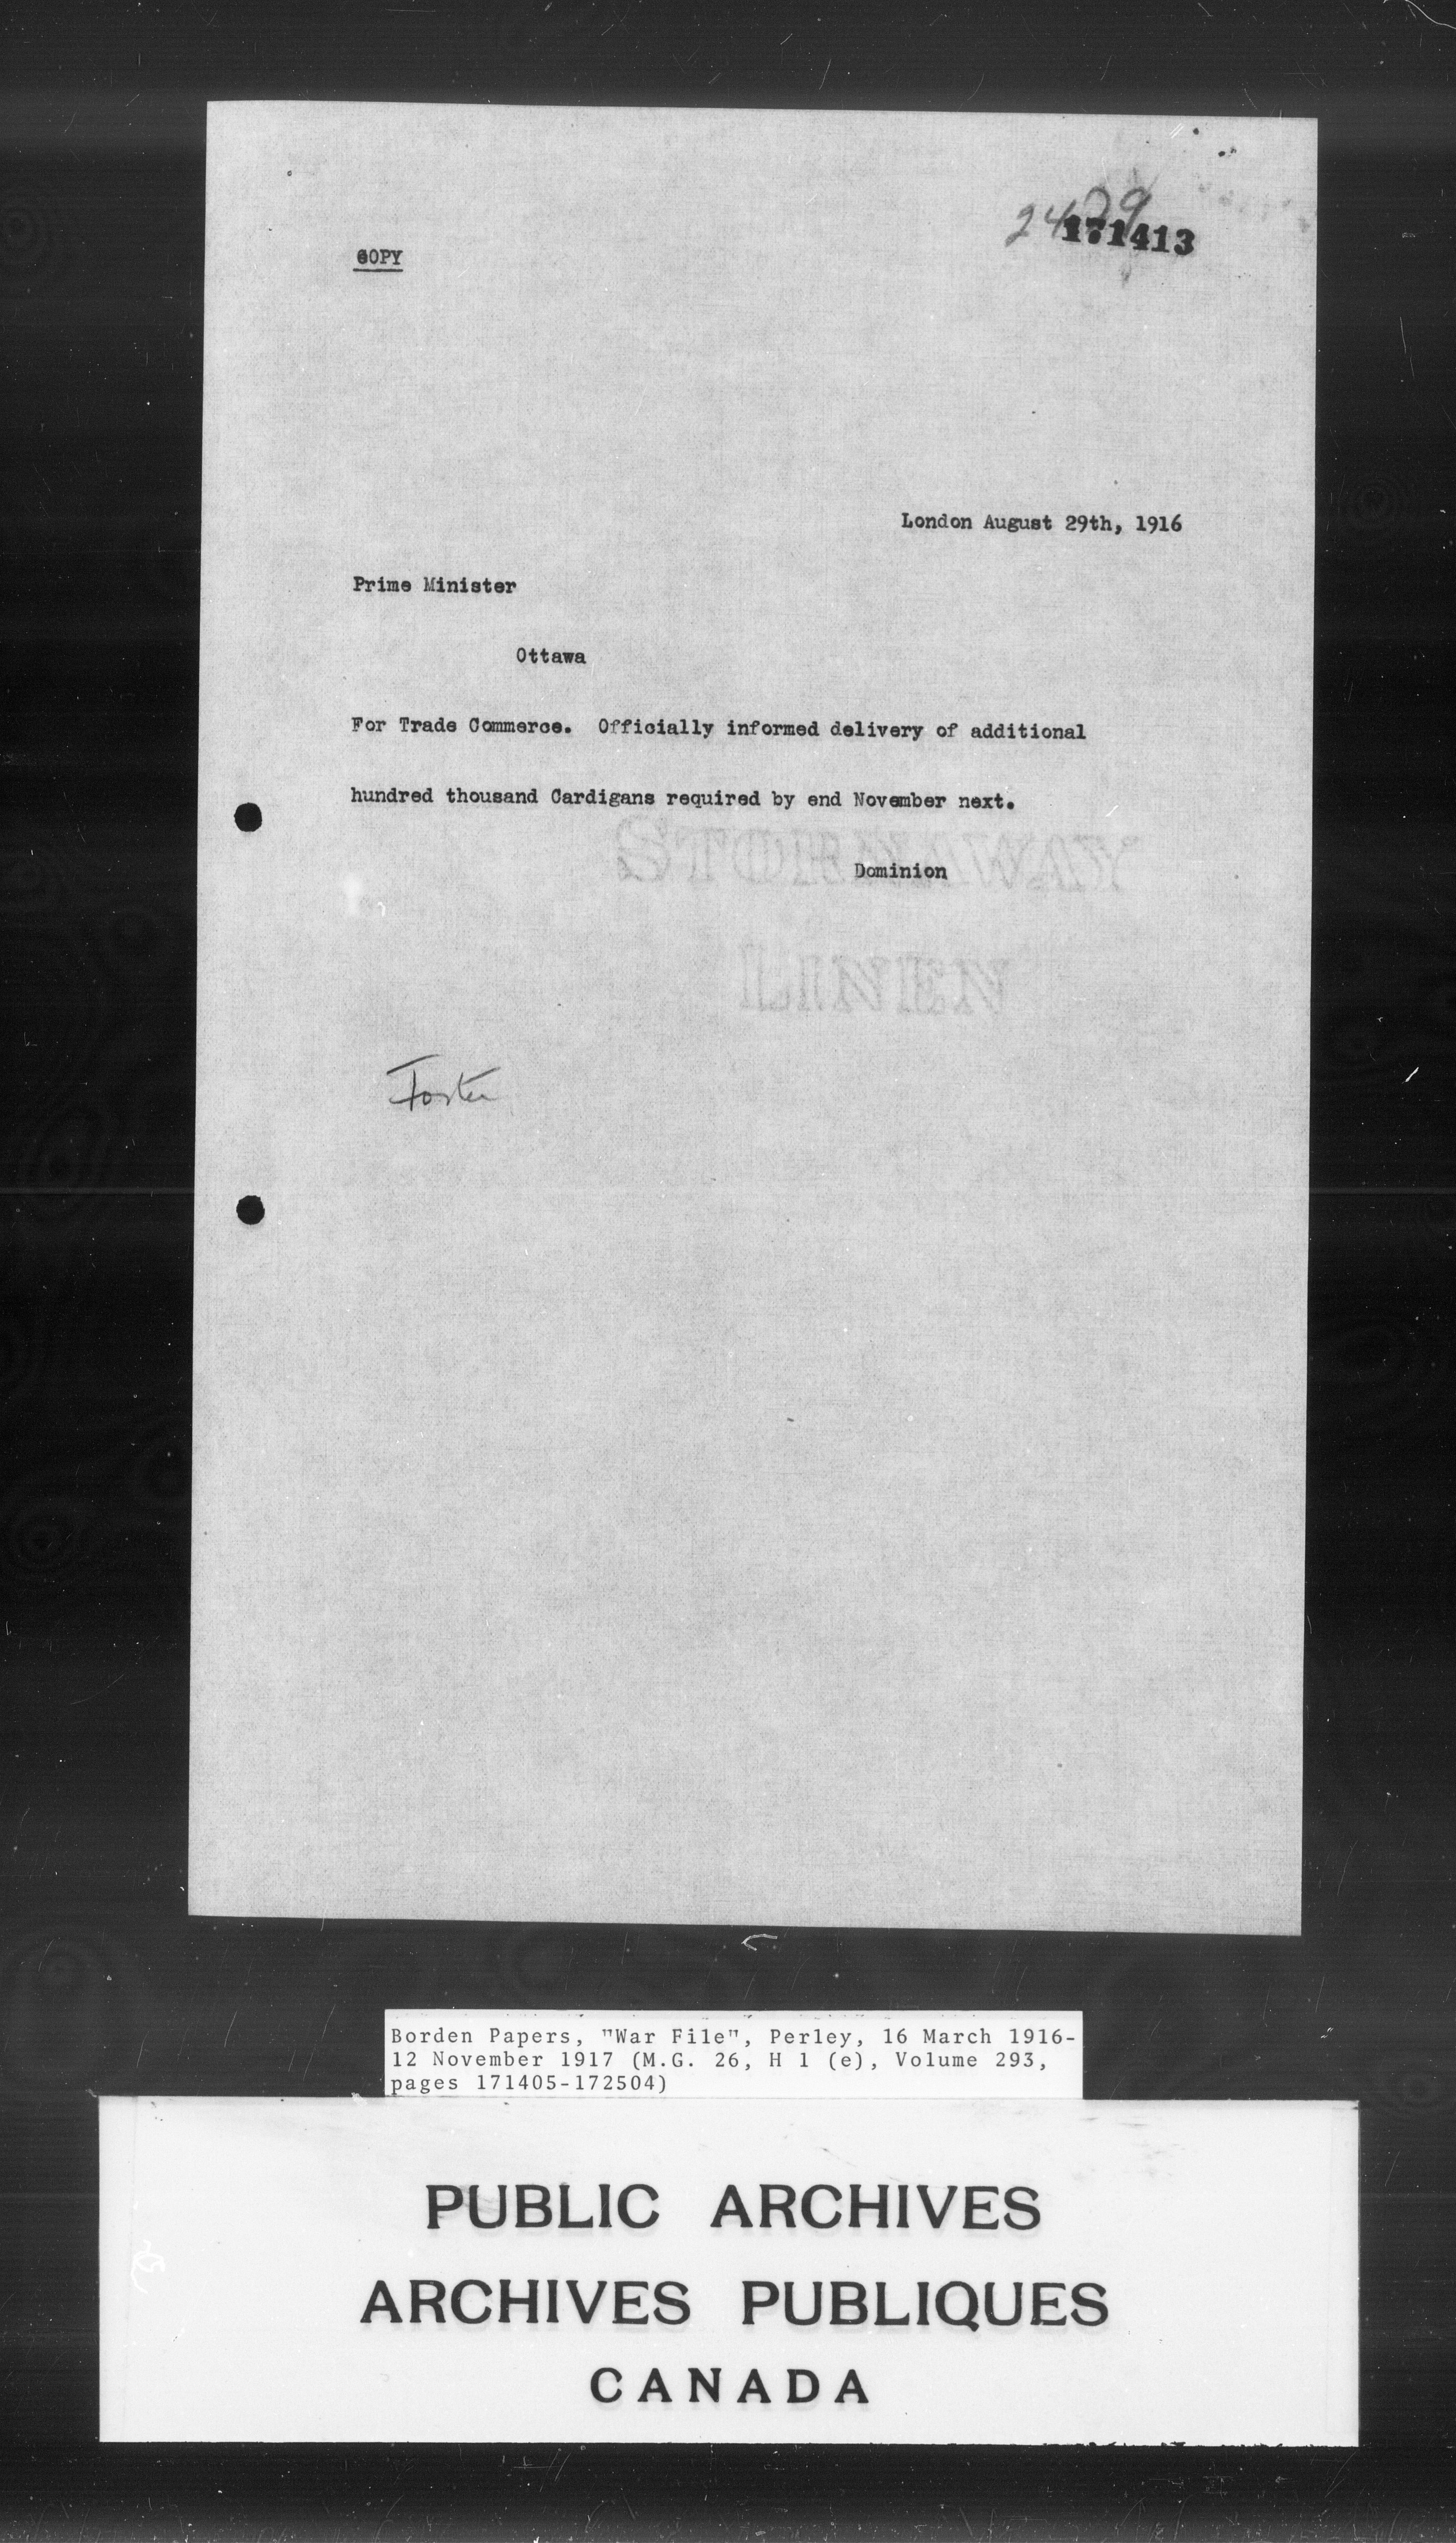 2479
171413
COPY
London August 29th, 1916
Prime Minister
Ottawa
For Trade Commerce. Officially informed delivery of additional
hundred thousand Cardigans required by end November next.
Dominion
STORNAWAY
LINEN
Foster
Borden Papers, "War File", Perley, 16 March 1916-
12 November 1917 (M.G. 26, H 1 (e), Volume 293,
pages 171405-172504)
PUBLIC ARCHIVES
ARCHIVES PUBLIQUES
CANADA